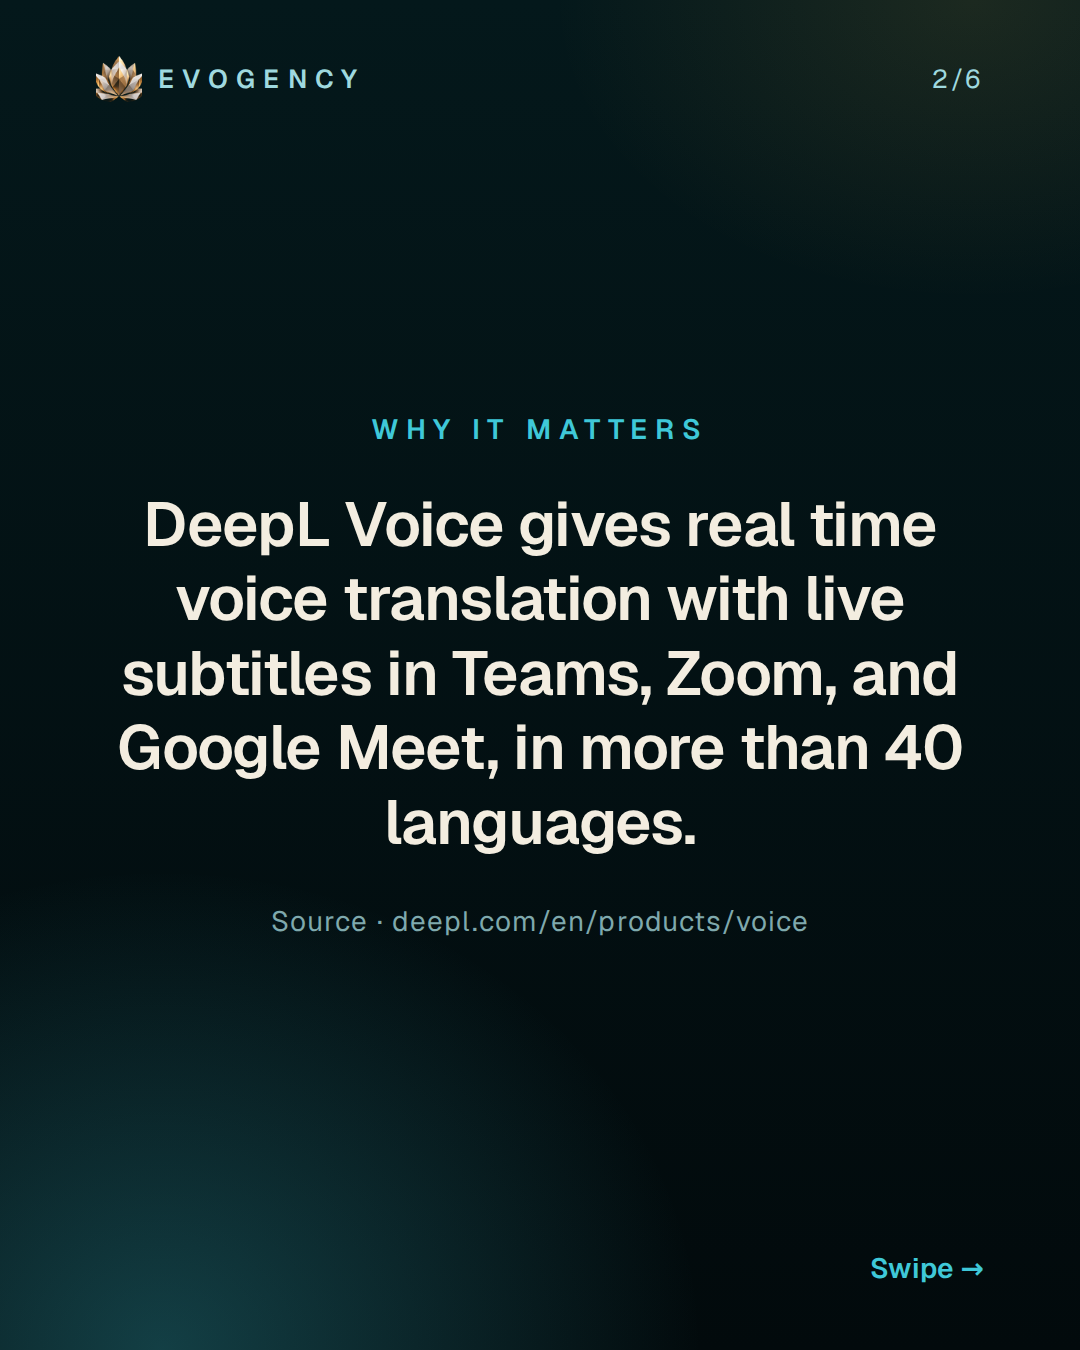 EVOGENCY
2/6
WHY IT MATTERS
DeepL Voice gives real time
voice translation with live
subtitles in Teams, Zoom, and
Google Meet, in more than 40
languages.
Source · deepl.com/en/products/voice
Swipe →